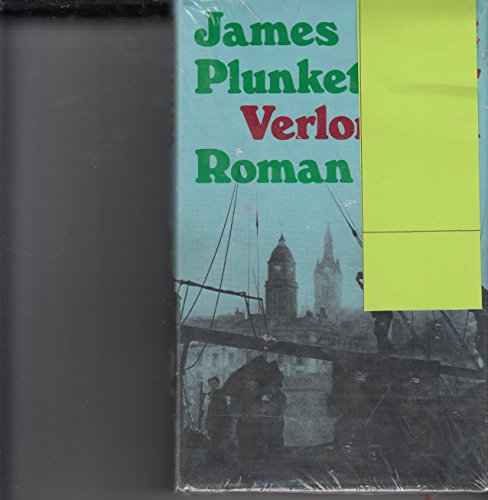 James
Plunket
Verlor
Roman